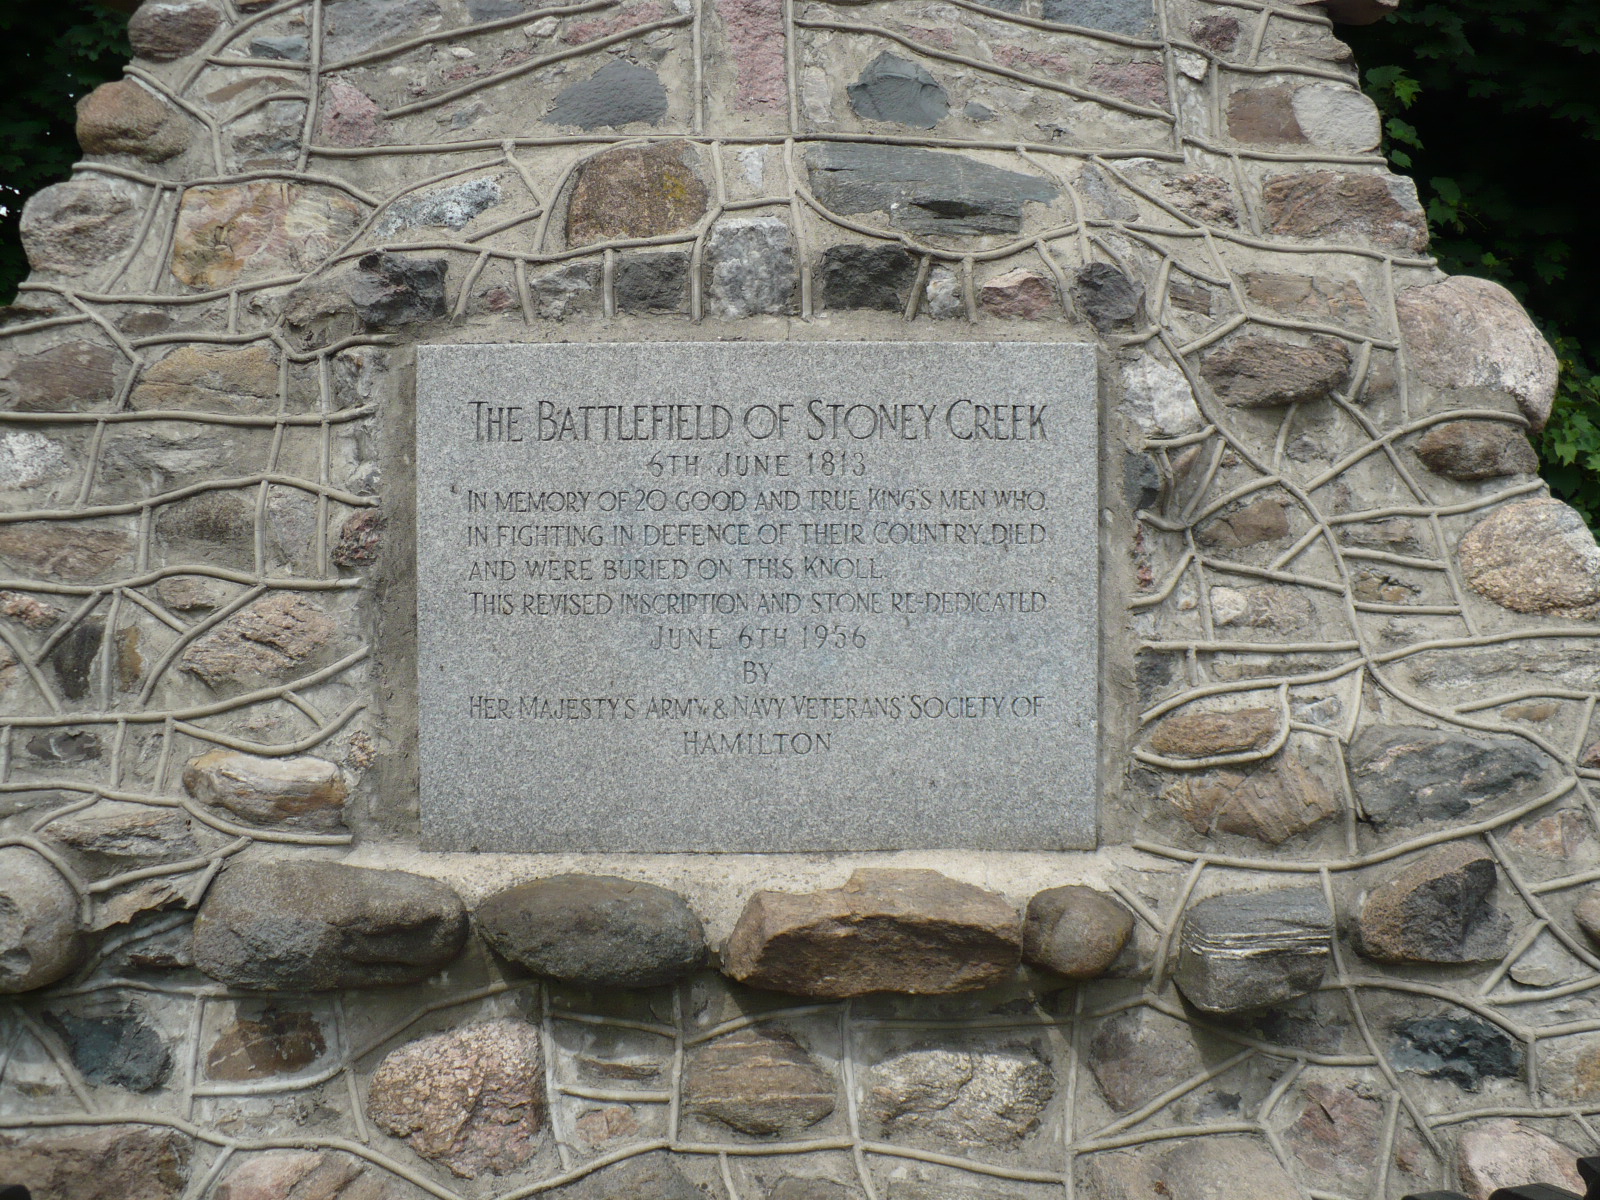 THE BATTLEFIELD OF STONEY CREEK
6TH JUNE 1813
IN MEMORY OF 20 GOOD AND TRUE KING'S MEN WHO,
IN FIGHTING IN DEFENCE OF THEIR COUNTRY, DIED
AND WERE BURIED ON THIS KNOLL.
THIS REVISED INSCRIPTION AND STONE RE-DEDICATED
JUNE 6TH 1956
BY
HER MAJESTY'S ARMY & NAVY VETERANS' SOCIETY OF
HAMILTON